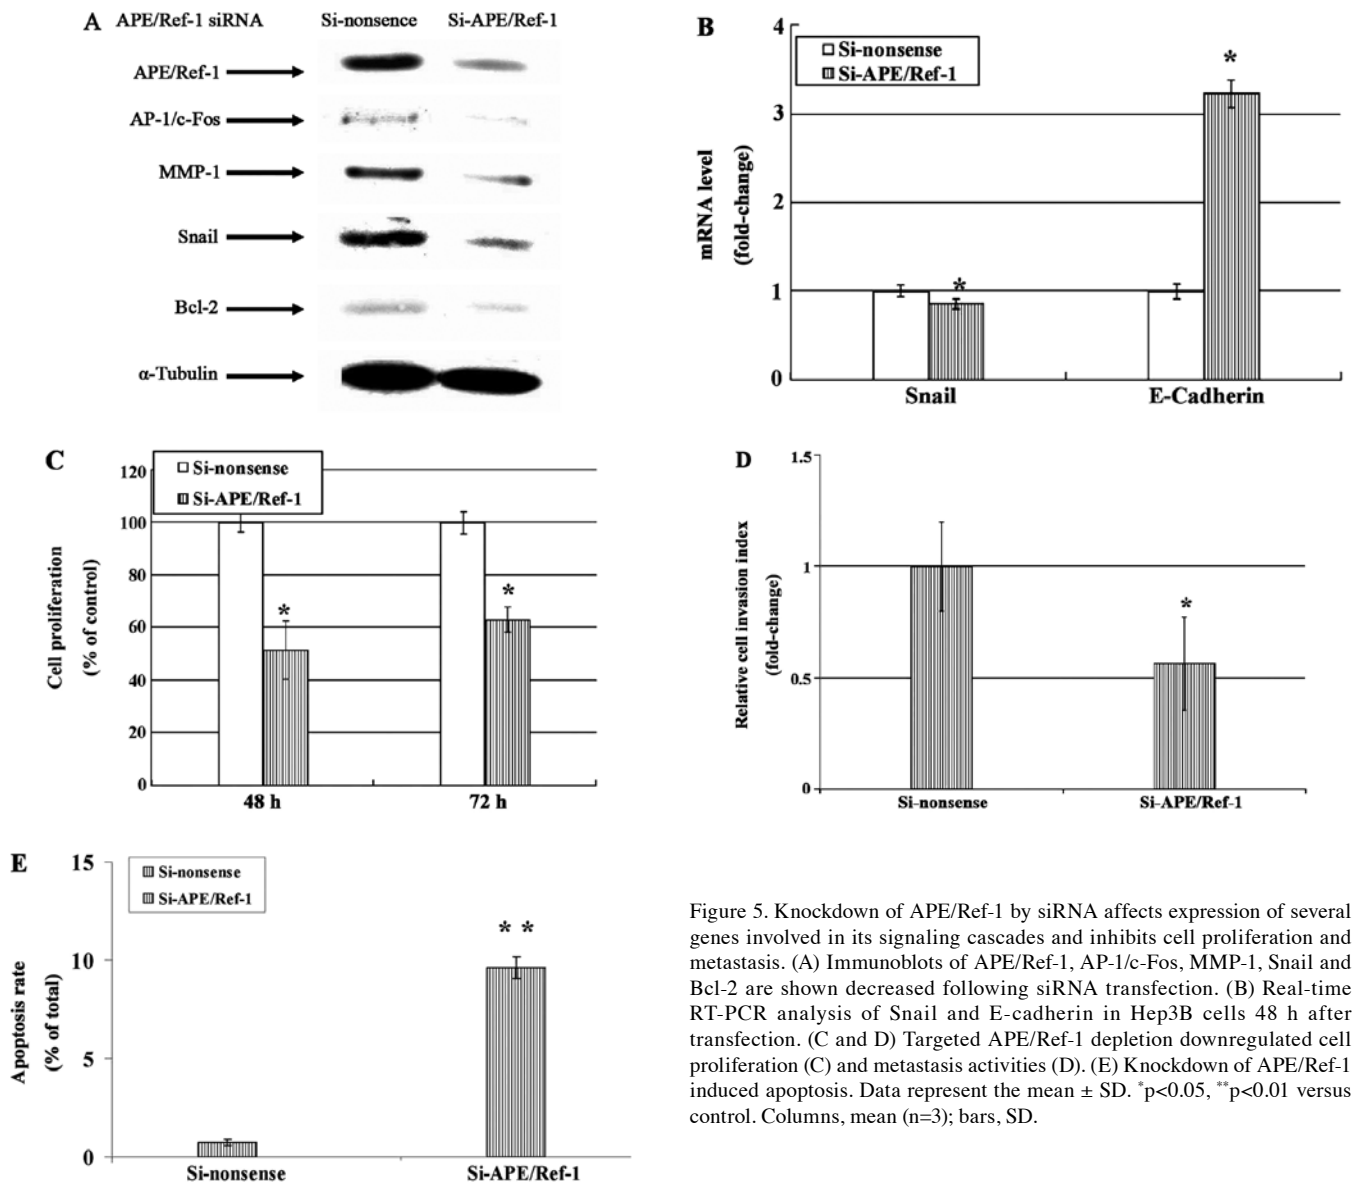 A APE/Ref-1 siRNA Si-nonsence Si-APE/Ref-1
APE/Ref-1
AP-1/c-Fos
MMP-1
Snail
Bcl-2
α-Tubulin
B
Si-nonsense
Si-APE/Ref-1
mRNA level
(fold-change)
4
3
2
1
0
*
*
Snail E-Cadherin
C
Si-nonsense
Si-APE/Ref-1
Cell proliferation
(% of control)
120
100
80
60
40
20
0
*
*
48 h 72 h
D
Relative cell invasion index
(fold-change)
1.5
1
0.5
0
*
Si-nonsense Si-APE/Ref-1
E
Si-nonsense
Si-APE/Ref-1
Apoptosis rate
(% of total)
15
10
5
0
* *
Si-nonsense Si-APE/Ref-1
Figure 5. Knockdown of APE/Ref-1 by siRNA affects expression of several
genes involved in its signaling cascades and inhibits cell proliferation and
metastasis. (A) Immunoblots of APE/Ref-1, AP-1/c-Fos, MMP-1, Snail and
Bcl-2 are shown decreased following siRNA transfection. (B) Real-time
RT-PCR analysis of Snail and E-cadherin in Hep3B cells 48 h after
transfection. (C and D) Targeted APE/Ref-1 depletion downregulated cell
proliferation (C) and metastasis activities (D). (E) Knockdown of APE/Ref-1
induced apoptosis. Data represent the mean ± SD. *p<0.05, **p<0.01 versus
control. Columns, mean (n=3); bars, SD.